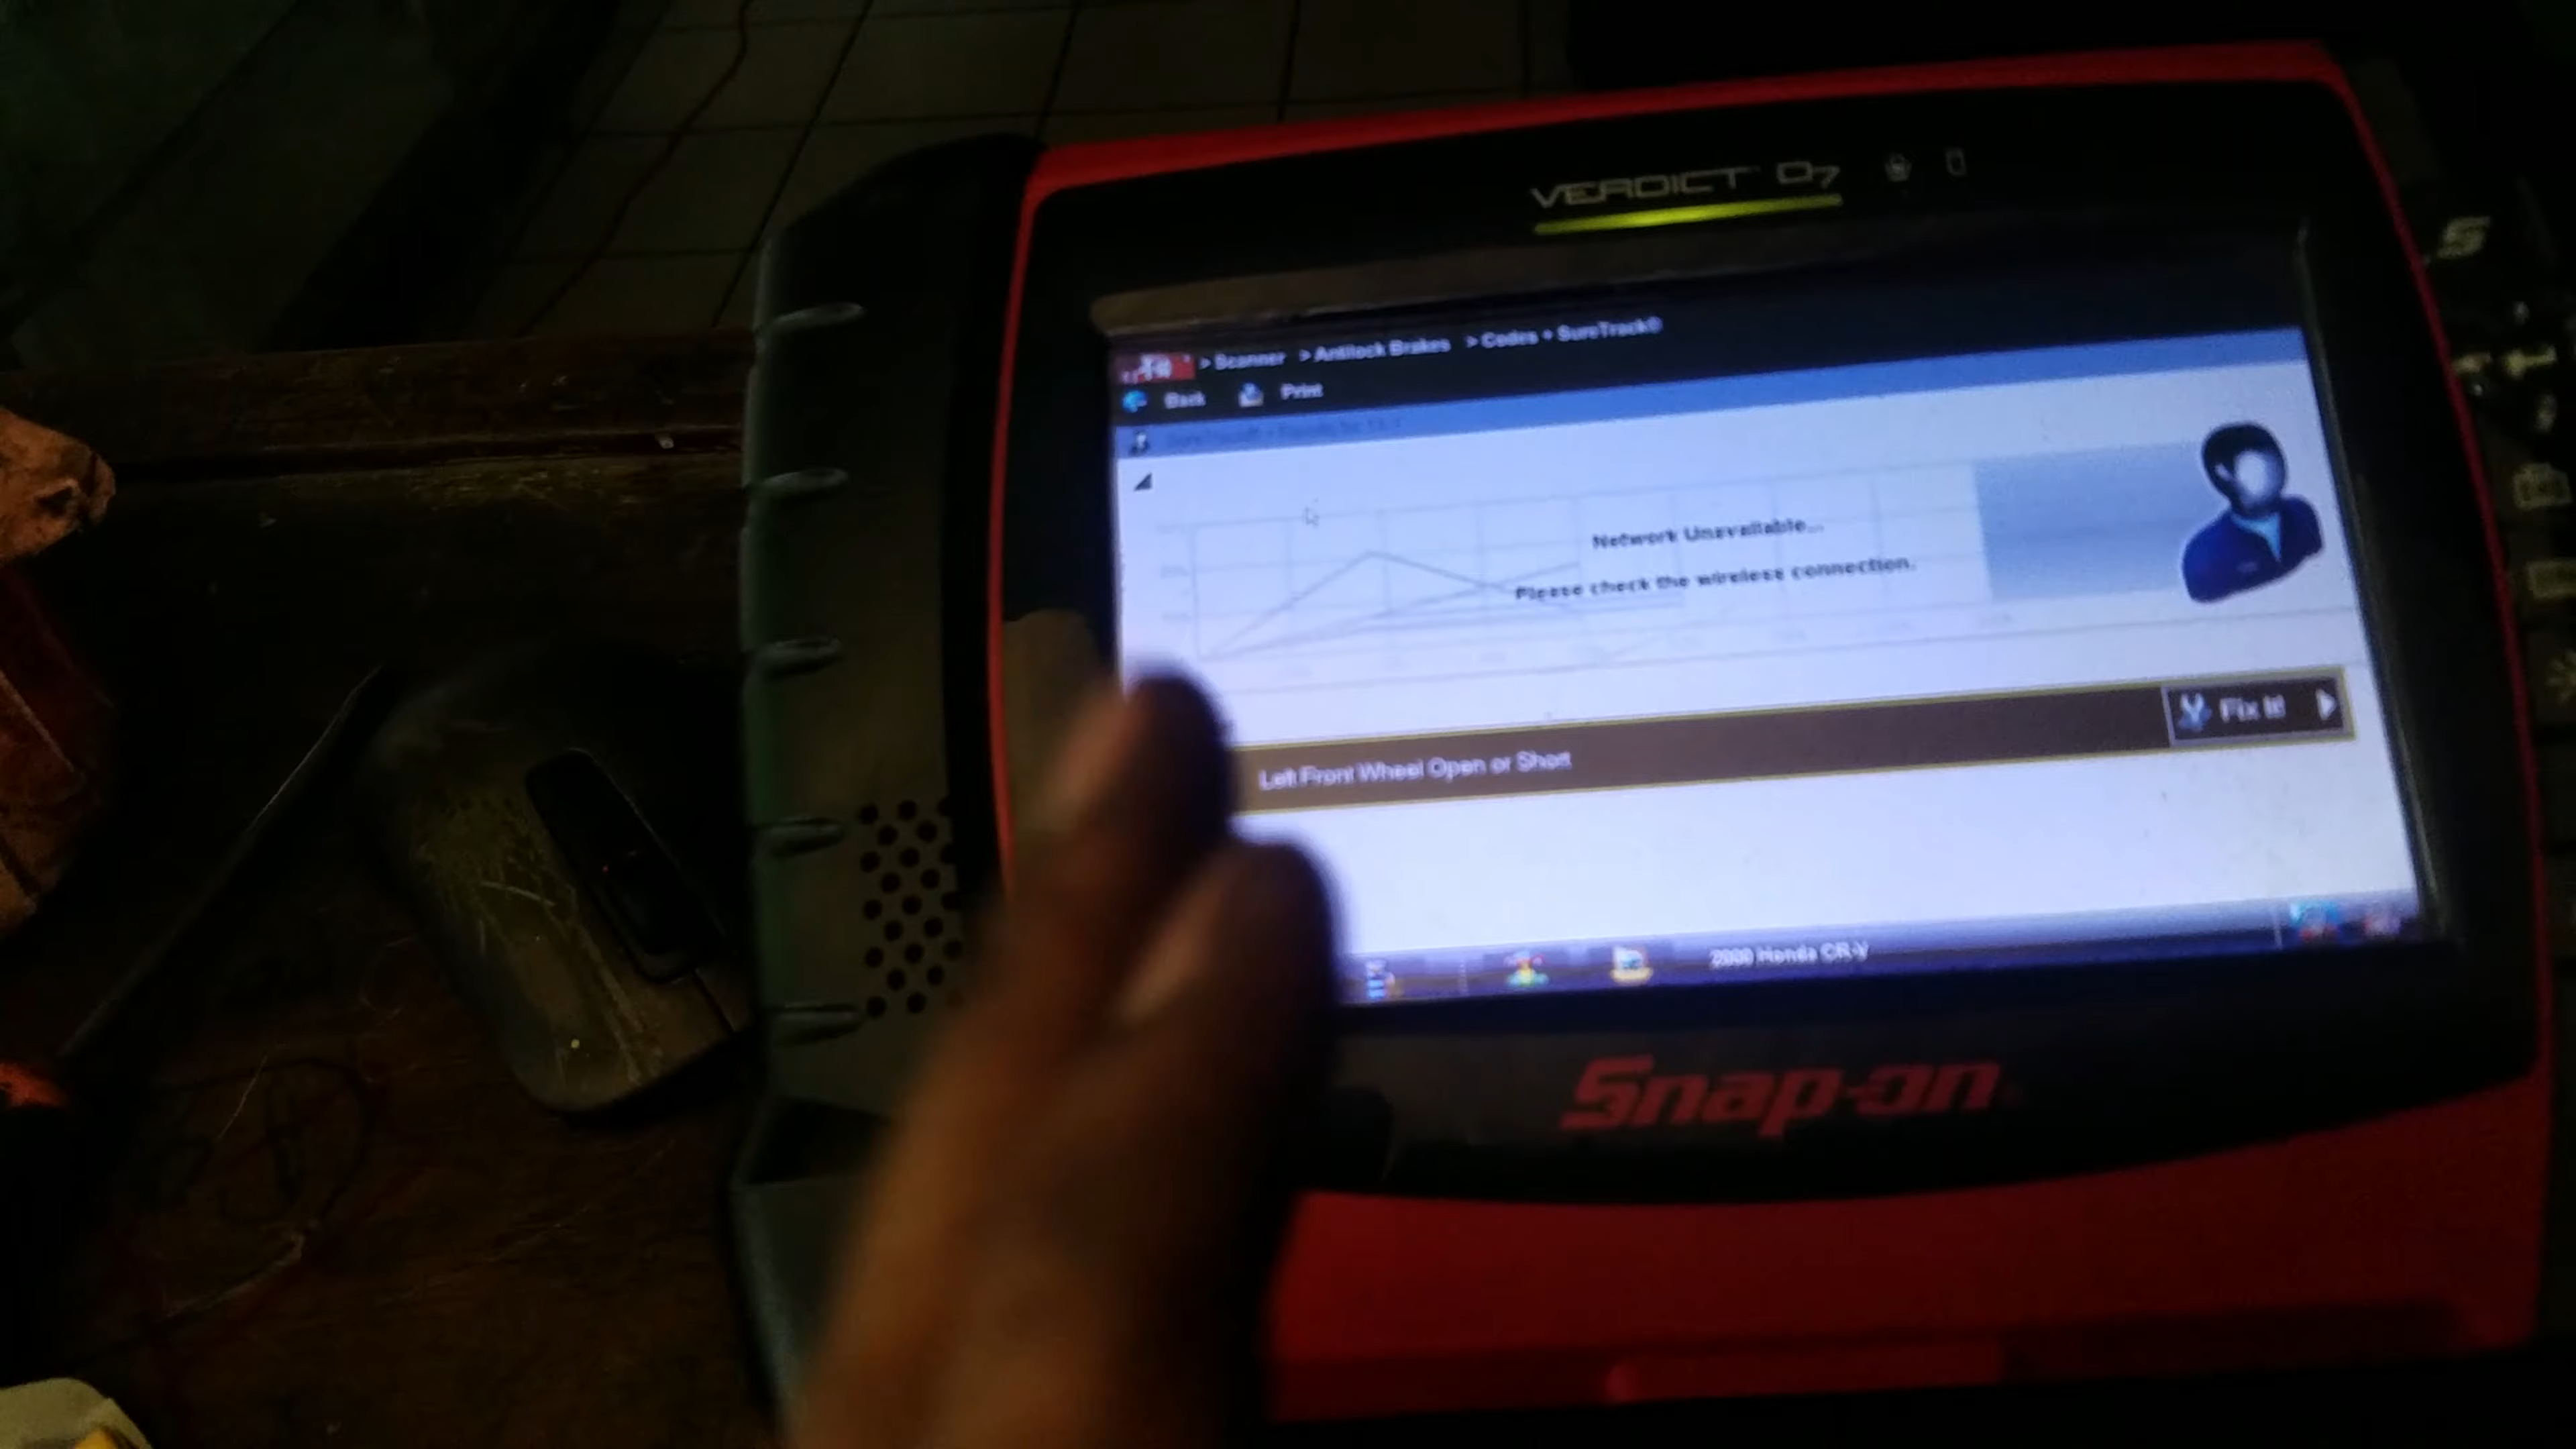 VERDICT D7
> Scanner > Antilock Brakes > Codes + SureTrack®
Back Print
Network Unavailable...
Please check the wireless connection.
Left Front Wheel Open or Short
Fix It!
2000 Honda CR-V
Snap-on
S